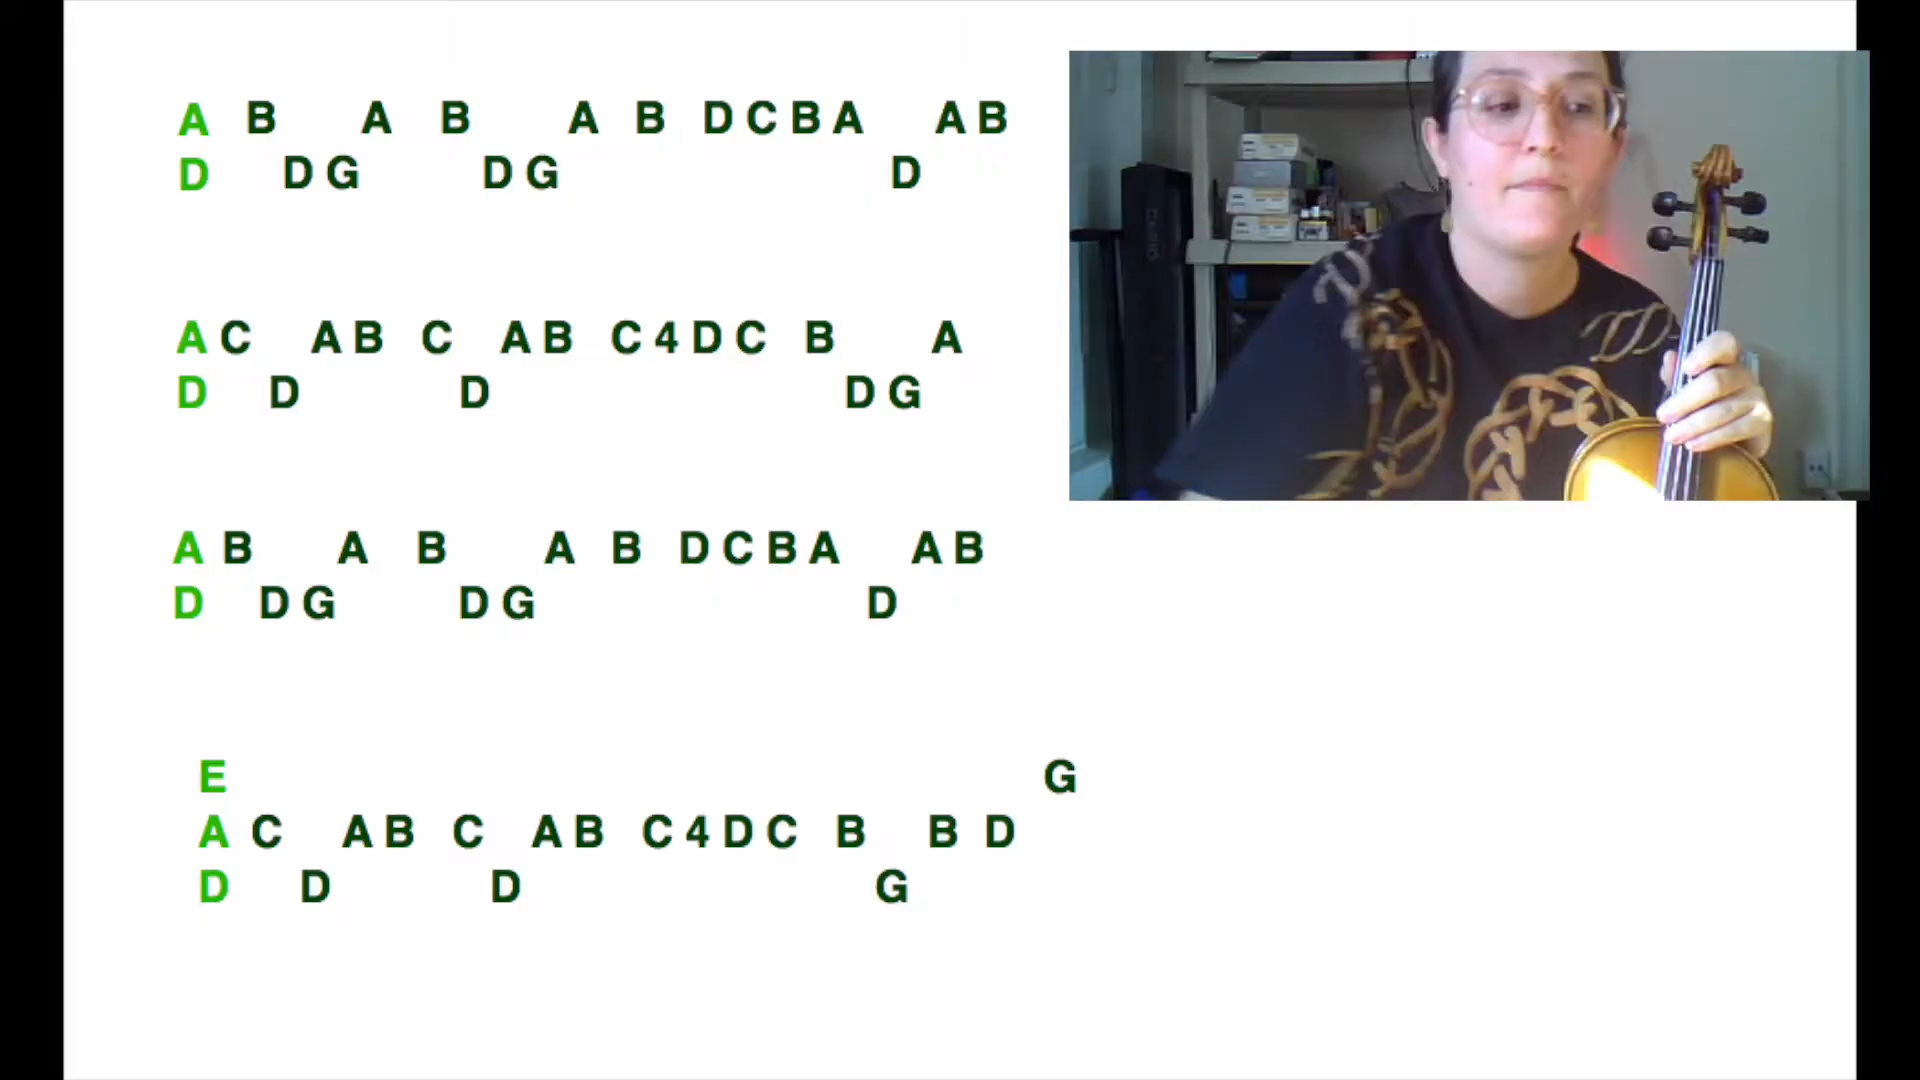 A B A B A B D C B A A B
D D G D G D
A C A B C A B C 4 D C B A
D D D D G
A B A B A B D C B A A B
D D G D G D
E G
A C A B C A B C 4 D C B B D
D D D G